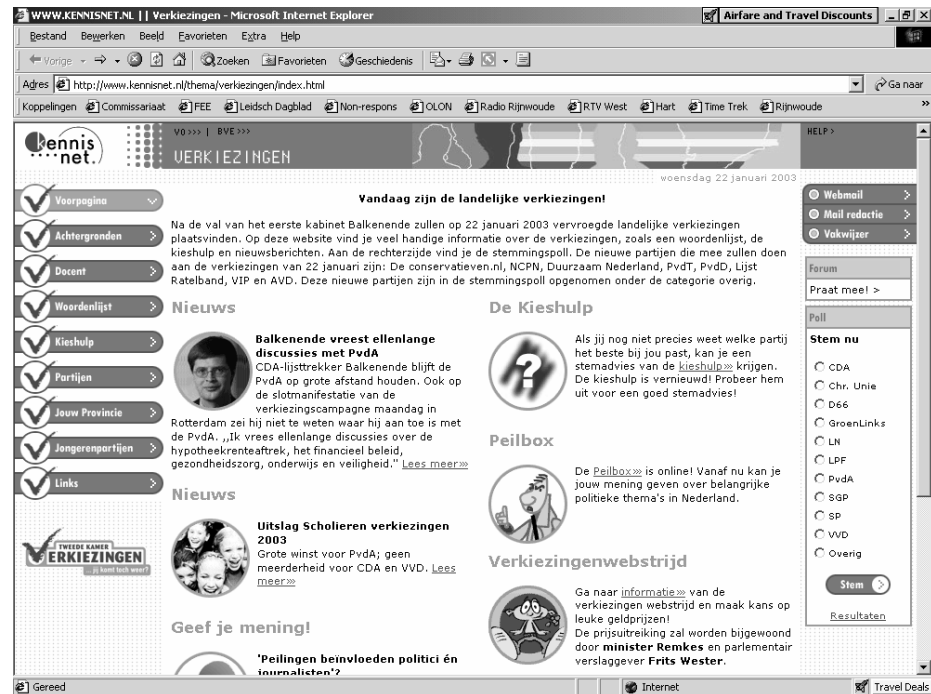 WWW.KENNISNET.NL || Verkiezingen - Microsoft Internet Explorer
Airfare and Travel Discounts
Bestand Bewerken Beeld Favorieten Extra Help
Vorige Zoeken Favorieten Geschiedenis
Adres http://www.kennisnet.nl/thema/verkiezingen/index.html Ga naar
Koppelingen Commissariaat FEE Leidsch Dagblad Non-respons OLON Radio Rijnwoude RTV West Hart Time Trek Rijnwoude »
Kennis
net.
VO >>> | BVE >>>
VERKIEZINGEN
HELP >
woensdag 22 januari 2003
Voorpagina
Achtergronden
Docent
Woordenlijst
Kieshulp
Partijen
Jouw Provincie
Jongerenpartijen
Links
TWEEDE KAMER
VERKIEZINGEN
... jij komt toch weer?
Vandaag zijn de landelijke verkiezingen!
Na de val van het eerste kabinet Balkenende zullen op 22 januari 2003 vervroegde landelijke verkiezingen
plaatsvinden. Op deze website vind je veel handige informatie over de verkiezingen, zoals een woordenlijst, de
kieshulp en nieuwsberichten. Aan de rechterzijde vind je de stemmingspoll. De nieuwe partijen die mee zullen doen
aan de verkiezingen van 22 januari zijn: De conservatieven.nl, NCPN, Duurzaam Nederland, PvdT, PvdD, Lijst
Ratelband, VIP en AVD. Deze nieuwe partijen zijn in de stemmingspoll opgenomen onder de categorie overig.
Nieuws
Balkenende vreest ellenlange
discussies met PvdA
CDA-lijsttrekker Balkenende blijft de
PvdA op grote afstand houden. Ook op
de slotmanifestatie van de
verkiezingscampagne maandag in
Rotterdam zei hij niet te weten waar hij aan toe is met
de PvdA. ,,Ik vrees ellenlange discussies over de
hypotheekrenteaftrek, het financieel beleid,
gezondheidszorg, onderwijs en veiligheid." Lees meer»»
Nieuws
Uitslag Scholieren verkiezingen
2003
Grote winst voor PvdA; geen
meerderheid voor CDA en VVD. Lees
meer»»
Geef je mening!
'Peilingen beïnvloeden politici én
journalisten'?
De Kieshulp
Als jij nog niet precies weet welke partij
het beste bij jou past, kan je een
stemadvies van de kieshulp»» krijgen.
De kieshulp is vernieuwd! Probeer hem
uit voor een goed stemadvies!
Peilbox
De Peilbox»» is online! Vanaf nu kan je
jouw mening geven over belangrijke
politieke thema's in Nederland.
Verkiezingenwebstrijd
Ga naar informatie»» van de
verkiezingen webstrijd en maak kans op
leuke geldprijzen!
De prijsuitreiking zal worden bijgewoond
door minister Remkes en parlementair
verslaggever Frits Wester.
Webmail
Mail redactie
Vakwijzer
Forum
Praat mee! >
Poll
Stem nu
CDA
Chr. Unie
D66
GroenLinks
LN
LPF
PvdA
SGP
SP
VVD
Overig
Stem
Resultaten
Gereed
Internet
Travel Deals